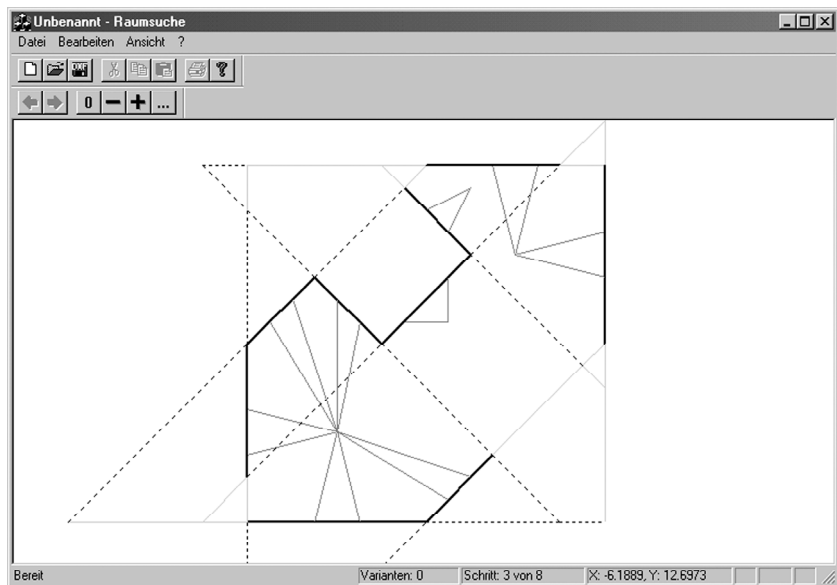 Unbenannt - Raumsuche
Datei Bearbeiten Ansicht ?
0 ...
Bereit Varianten: 0 Schritt: 3 von 8 X: -6.1889, Y: 12.6973